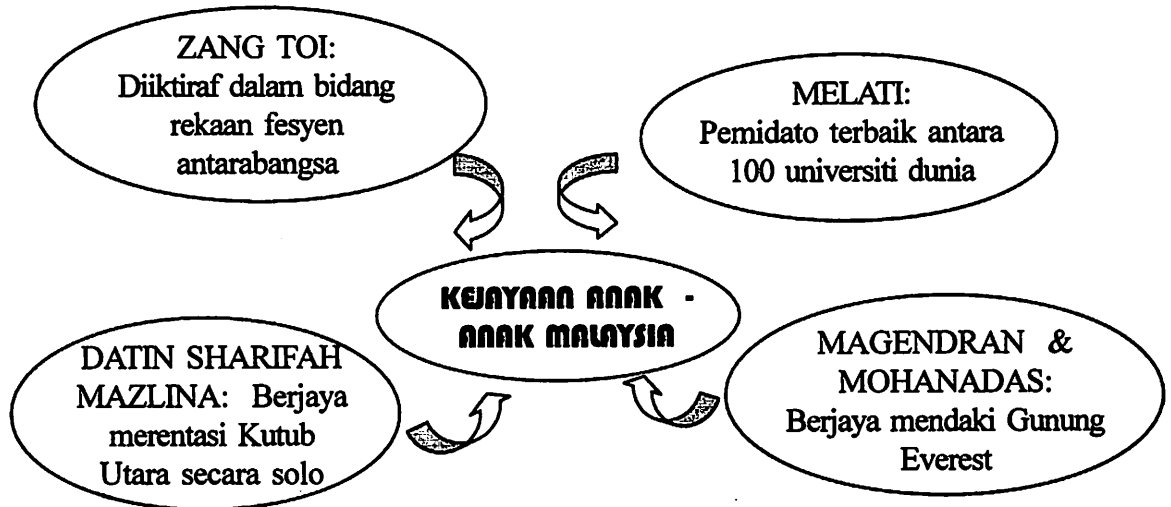 ZANG TOI:
Diiktiraf dalam bidang
rekaan fesyen
antarabangsa
MELATI:
Pemidato terbaik antara
100 universiti dunia
KEJAYAAN ANAK -
ANAK MALAYSIA
DATIN SHARIFAH
MAZLINA: Berjaya
merentasi Kutub
Utara secara solo
MAGENDRAN &
MOHANADAS:
Berjaya mendaki Gunung
Everest